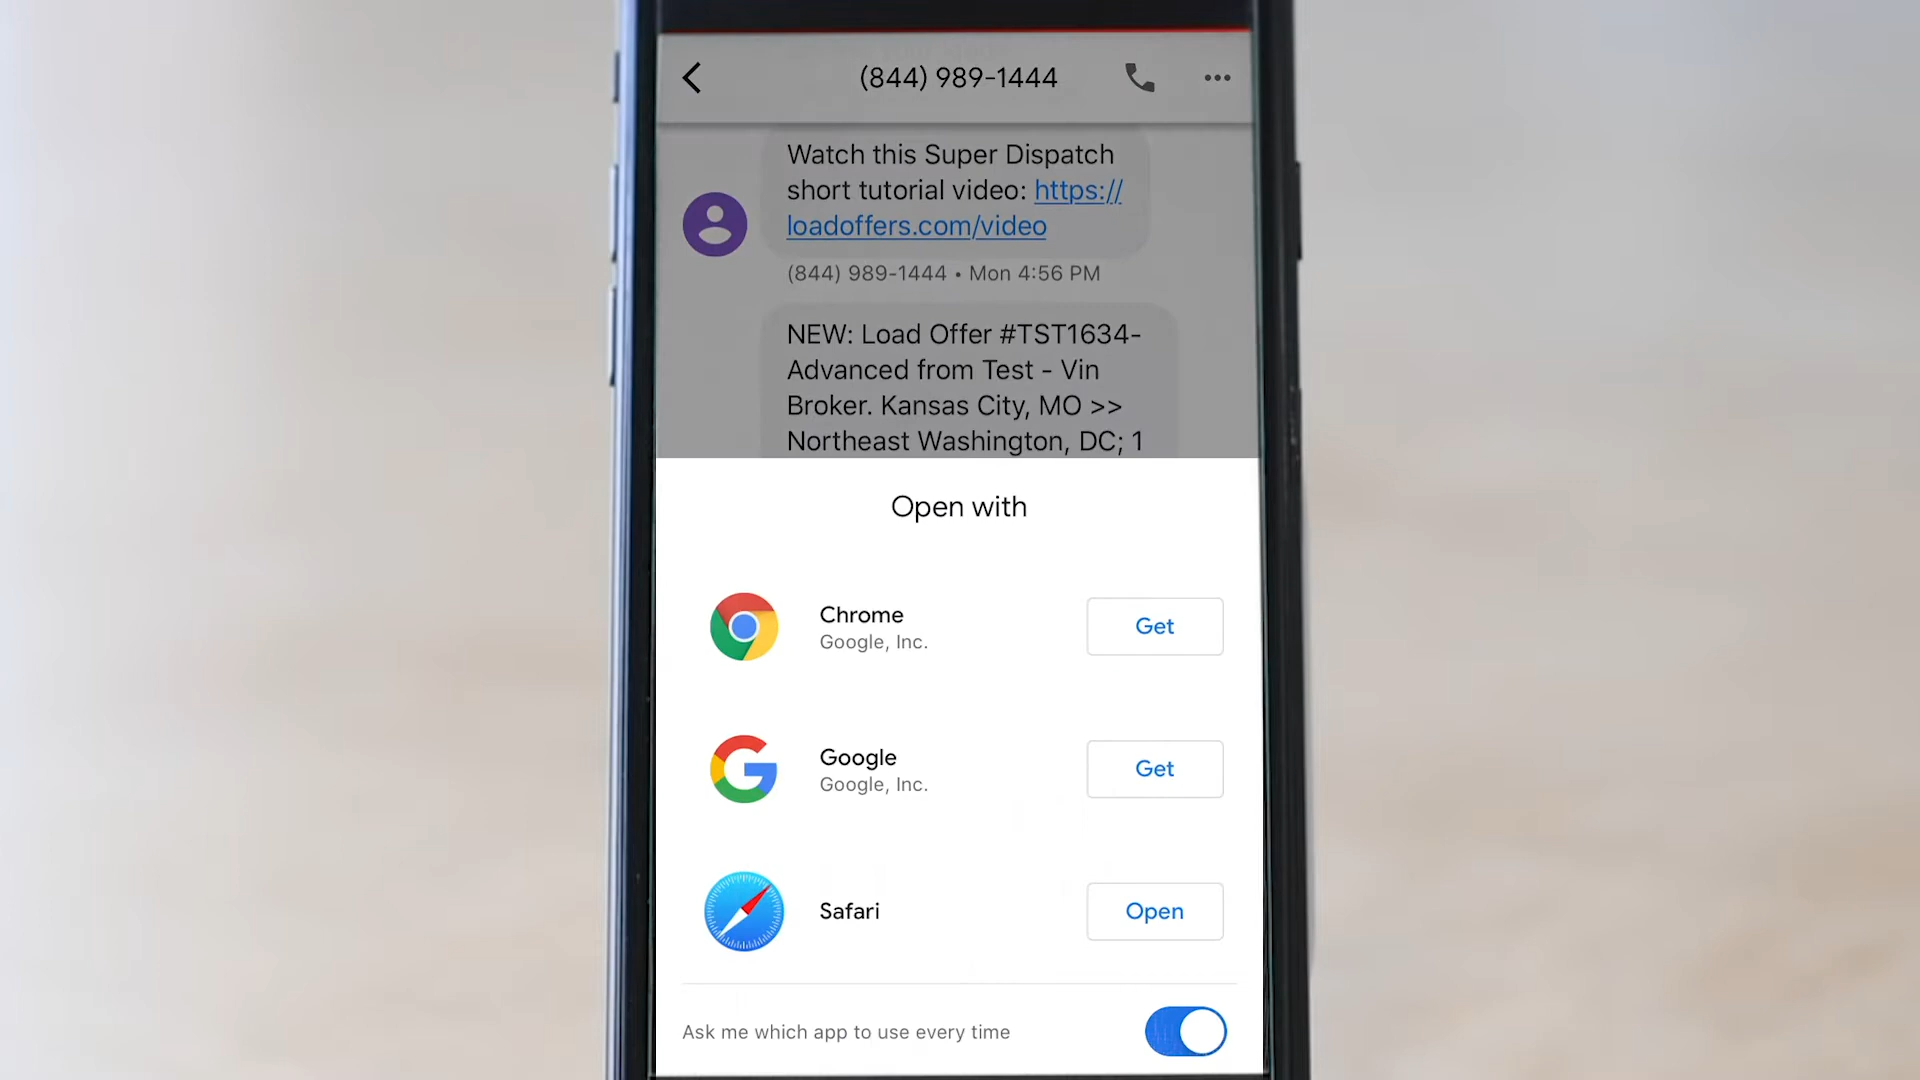 (844) 989-1444
Watch this Super Dispatch
short tutorial video: https://
loadoffers.com/video
(844) 989-1444 • Mon 4:56 PM
NEW: Load Offer #TST1634-
Advanced from Test - Vin
Broker. Kansas City, MO >>
Northeast Washington, DC; 1
Open with
Chrome
Google, Inc.
Get
Google
Google, Inc.
Get
Safari
Open
Ask me which app to use every time